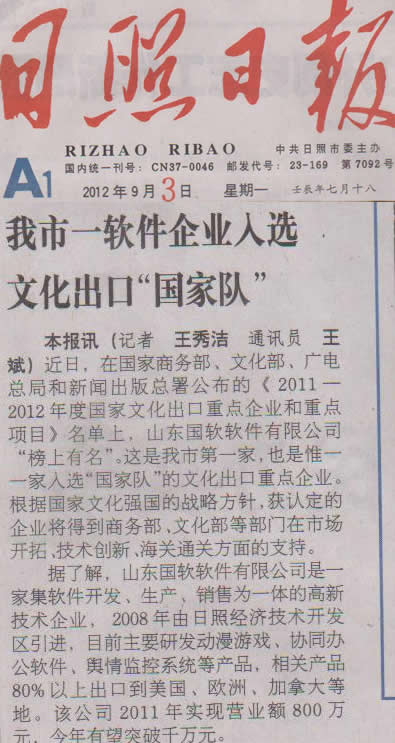 日照日报
RIZHAO RIBAO 中共日照市委主办
国内统一刊号：CN37-0046 邮发代号：23-169 第7092号
A1 2012年9月3日 星期一 壬辰年七月十八
我市一软件企业入选
文化出口“国家队”
本报讯（记者 王秀洁 通讯员 王
斌）近日，在国家商务部、文化部、广电
总局和新闻出版总署公布的《2011—
2012年度国家文化出口重点企业和重点
项目》名单上，山东国软软件有限公司
“榜上有名”。这是我市第一家，也是惟一
一家入选“国家队”的文化出口重点企业。
根据国家文化强国的战略方针，获认定的
企业将得到商务部、文化部等部门在市场
开拓、技术创新、海关通关方面的支持。
据了解，山东国软软件有限公司是一
家集软件开发、生产、销售为一体的高新
技术企业，2008年由日照经济技术开发
区引进，目前主要研发动漫游戏、协同办
公软件、舆情监控系统等产品，相关产品
80%以上出口到美国、欧洲、加拿大等
地。该公司2011年实现营业额800万
元，今年有望突破千万元。